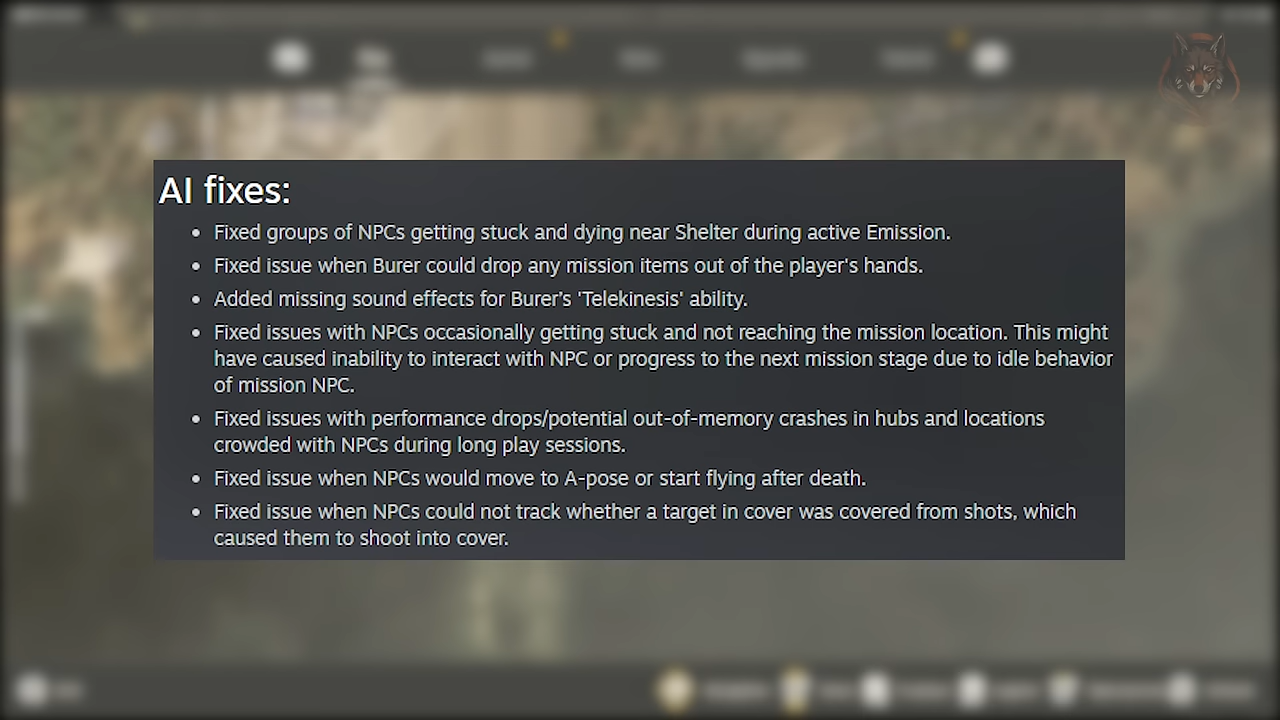 AI fixes:
Fixed groups of NPCs getting stuck and dying near Shelter during active Emission.
Fixed issue when Burer could drop any mission items out of the player's hands.
Added missing sound effects for Burer's 'Telekinesis' ability.
Fixed issues with NPCs occasionally getting stuck and not reaching the mission location. This might
have caused inability to interact with NPC or progress to the next mission stage due to idle behavior
of mission NPC.
Fixed issues with performance drops/potential out-of-memory crashes in hubs and locations
crowded with NPCs during long play sessions.
Fixed issue when NPCs would move to A-pose or start flying after death.
Fixed issue when NPCs could not track whether a target in cover was covered from shots, which
caused them to shoot into cover.